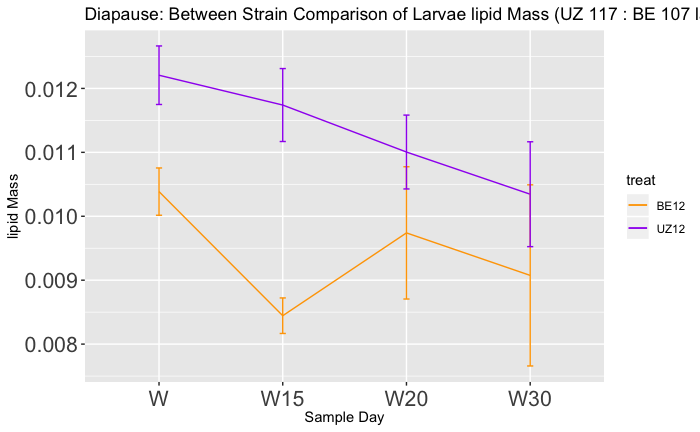 Diapause: Between Strain Comparison of Larvae lipid Mass (UZ 117 : BE 107 l
lipid Mass
0.012
0.011
0.010
0.009
0.008
W W15 W20 W30
Sample Day
treat
BE12
UZ12